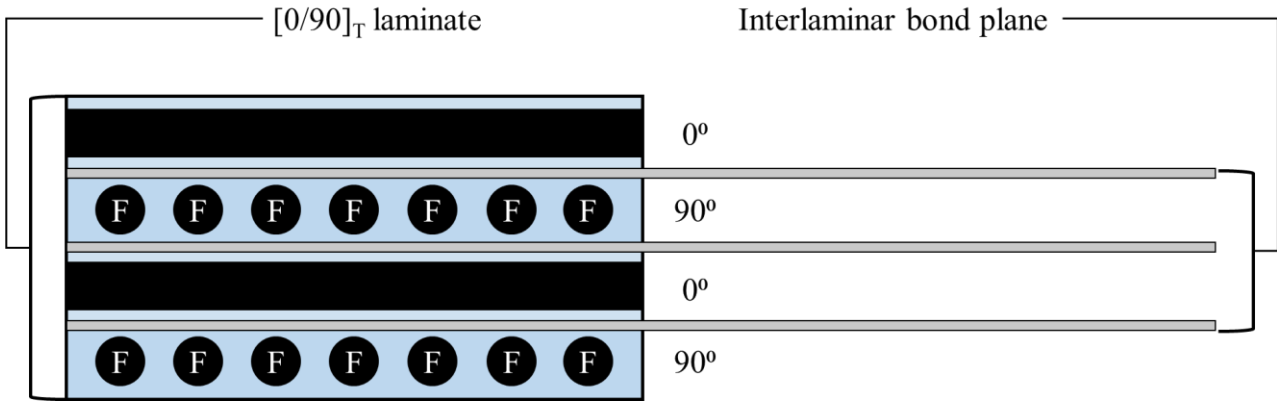 [0/90]T laminate
Interlaminar bond plane
0º
F F F F F F F
90º
0º
F F F F F F F
90º